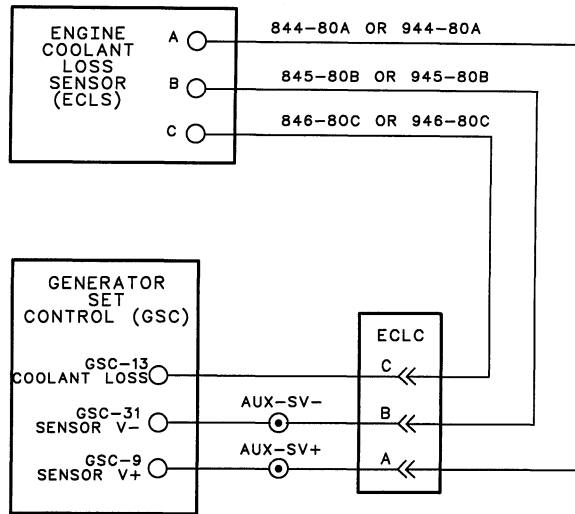 ENGINE
COOLANT
LOSS
SENSOR
(ECLS)
A
B
C
844-80A OR 944-80A
845-80B OR 945-80B
846-80C OR 946-80C
GENERATOR
SET
CONTROL (GSC)
GSC-13
COOLANT LOSS
GSC-31
SENSOR V-
GSC-9
SENSOR V+
AUX-SV-
AUX-SV+
ECLC
C
B
A